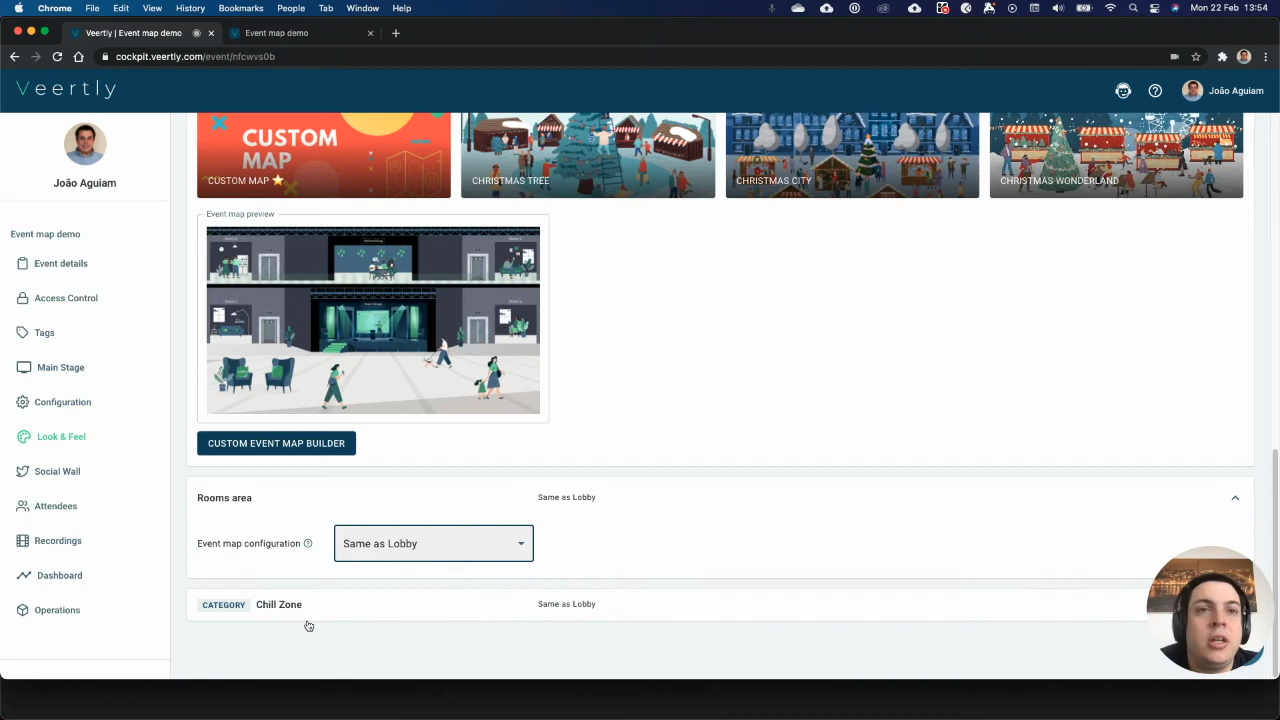 Chrome File Edit View History Bookmarks People Tab Window Help Mon 22 Feb 13:54
Veertly | Event map demo Event map demo
cockpit.veertly.com/event/nfcwvs0b
Veertly João Aguiam
João Aguiam
Event map demo
Event details
Access Control
Tags
Main Stage
Configuration
Look & Feel
Social Wall
Attendees
Recordings
Dashboard
Operations
CUSTOM
MAP
CUSTOM MAP ⭐ CHRISTMAS TREE CHRISTMAS CITY CHRISTMAS WONDERLAND
Event map preview
Main Stage
CUSTOM EVENT MAP BUILDER
Rooms area Same as Lobby
Event map configuration Same as Lobby
CATEGORY Chill Zone Same as Lobby